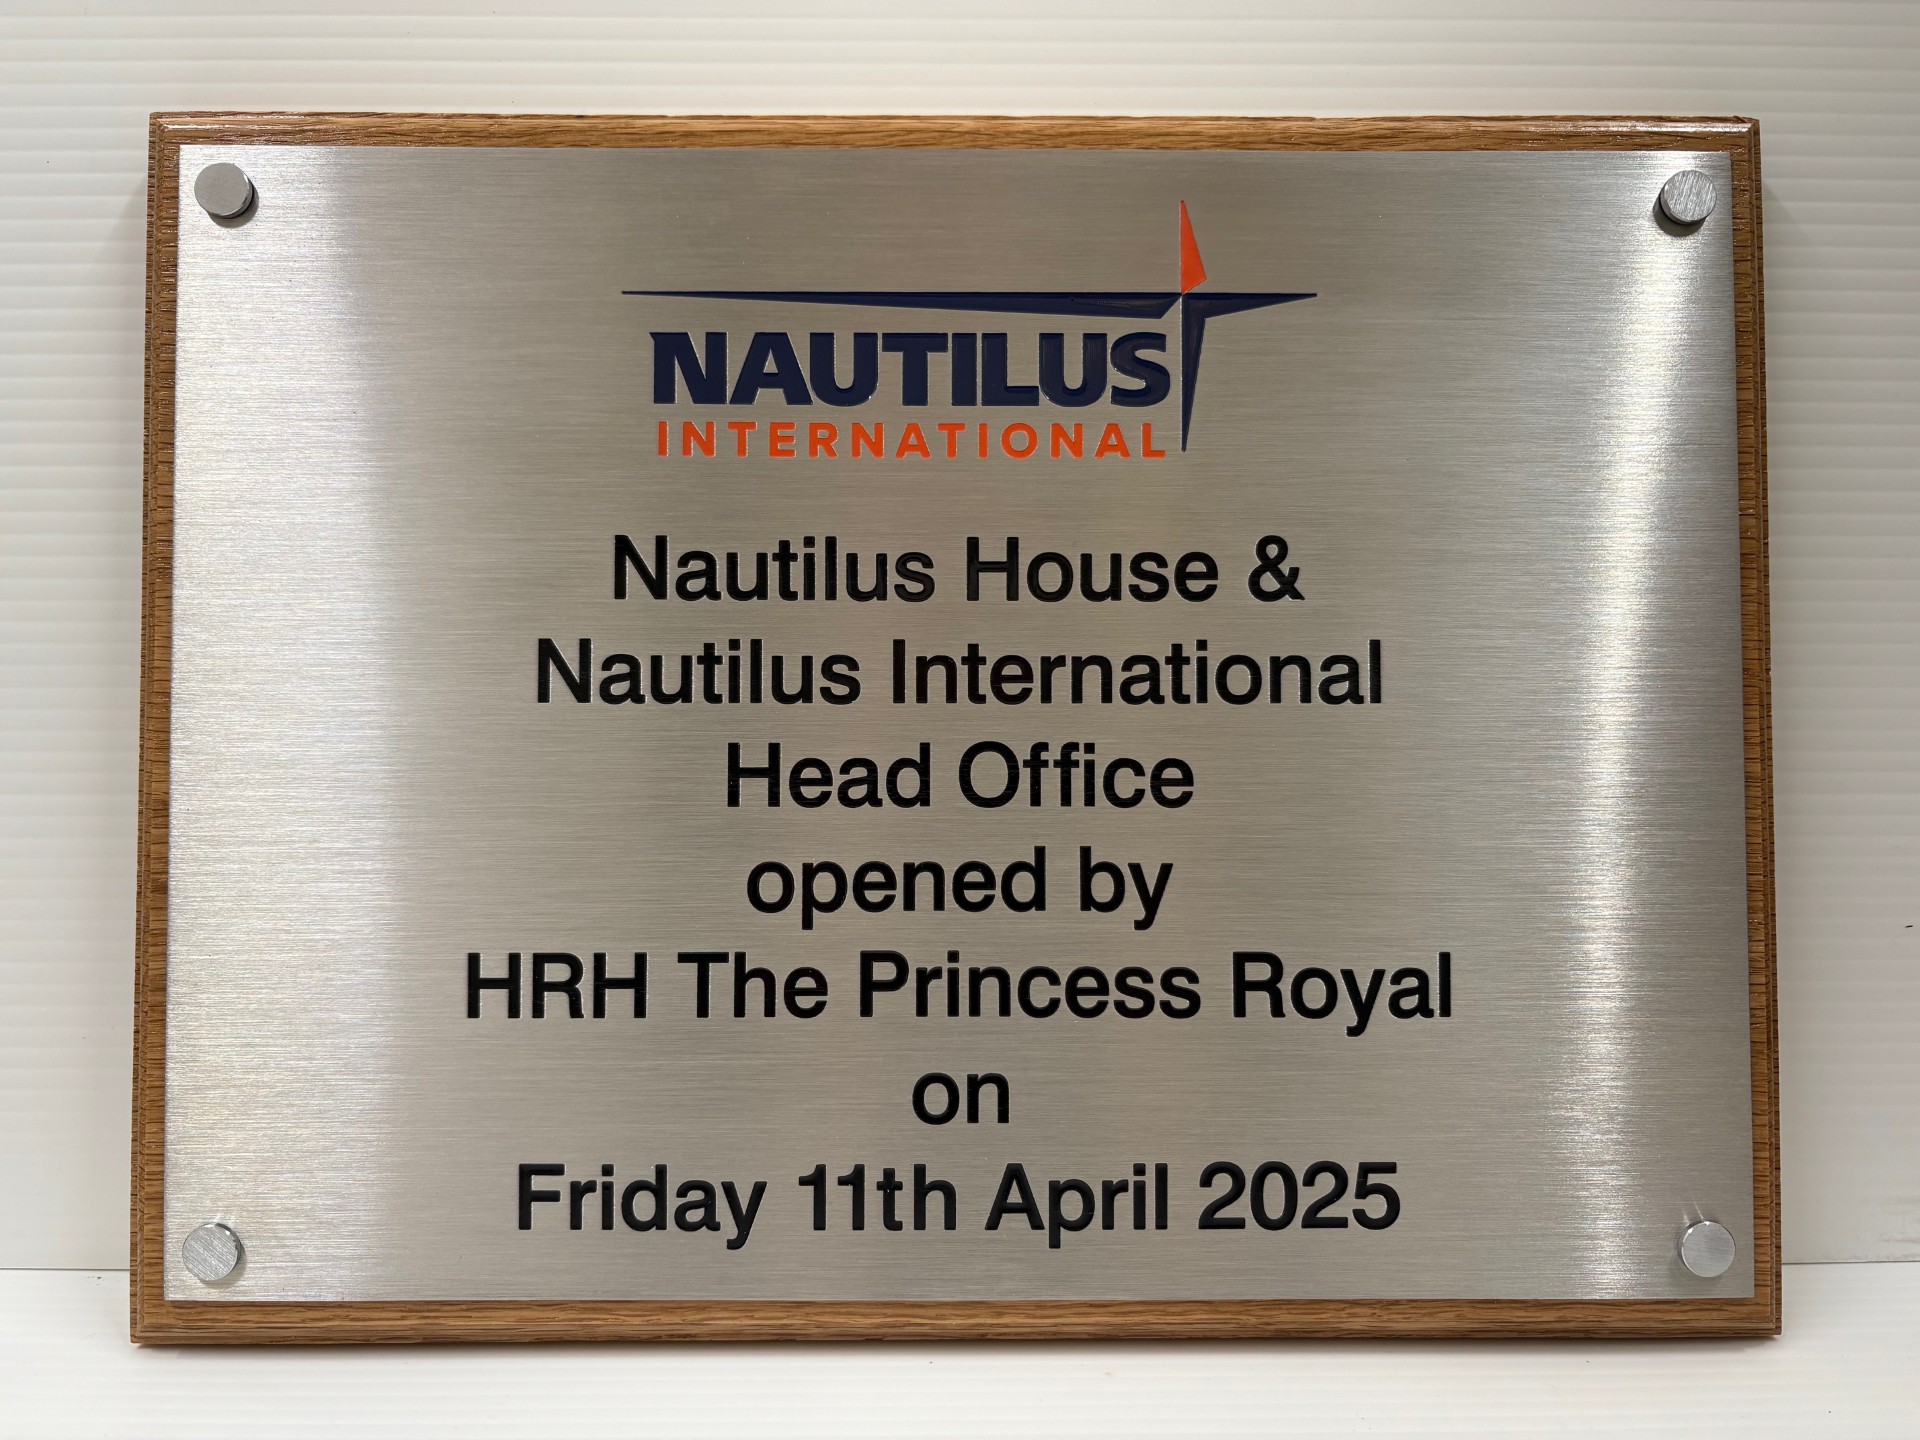 NAUTILUS
INTERNATIONAL
Nautilus House &
Nautilus International
Head Office
opened by
HRH The Princess Royal
on
Friday 11th April 2025